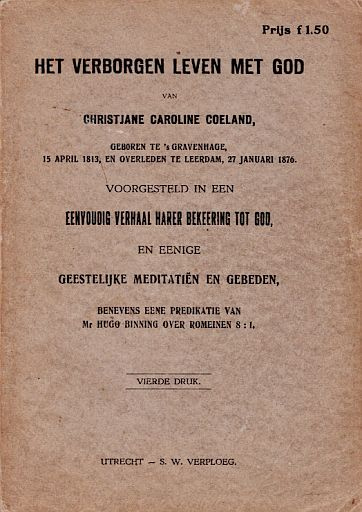 Prijs f 1.50
HET VERBORGEN LEVEN MET GOD
VAN
CHRISTJANE CAROLINE COELAND,
GEBOREN TE 's GRAVENHAGE,
15 APRIL 1813, EN OVERLEDEN TE LEERDAM, 27 JANUARI 1876.
VOORGESTELD IN EEN
EENVOUDIG VERHAAL HARER BEKEERING TOT GOD,
EN EENIGE
GEESTELIJKE MEDITATIËN EN GEBEDEN,
BENEVENS EENE PREDIKATIE VAN
Mr HUGO BINNING OVER ROMEINEN 8 : 1.
VIERDE DRUK.
UTRECHT – S. W. VERPLOEG.